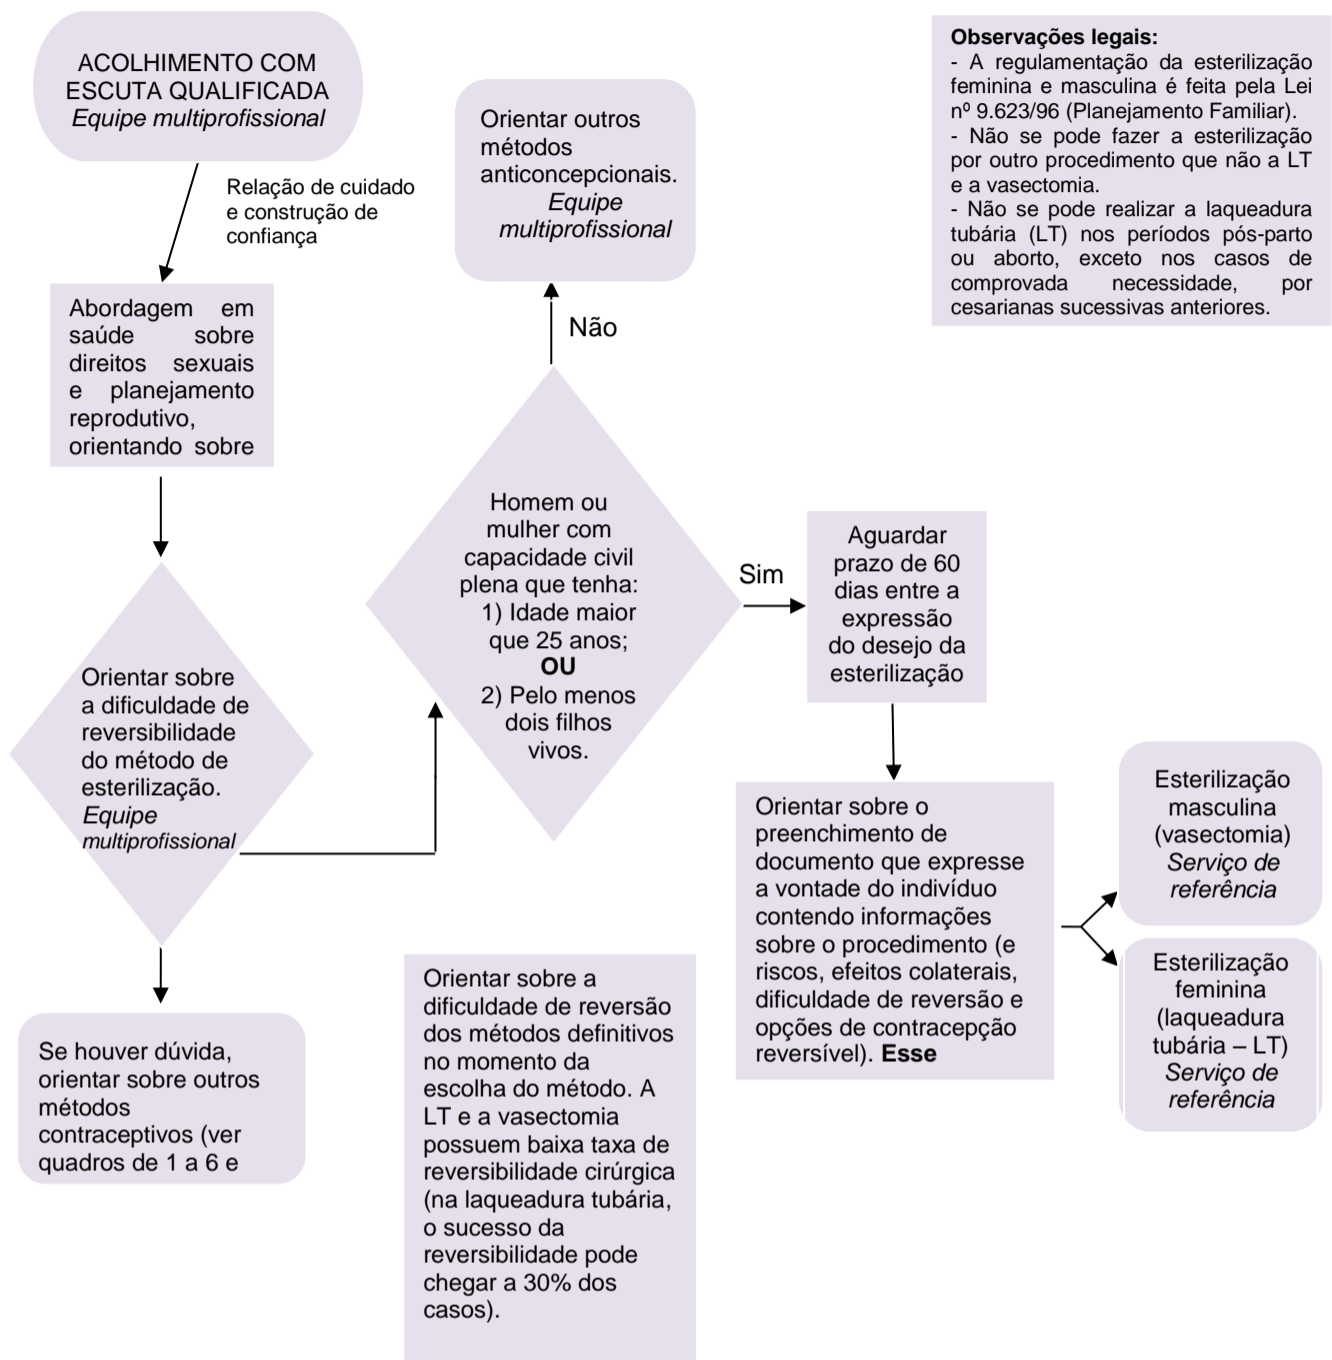 ACOLHIMENTO COM
ESCUTA QUALIFICADA
Equipe multiprofissional
Relação de cuidado
e construção de
confiança
Abordagem em
saúde sobre
direitos sexuais
e planejamento
reprodutivo,
orientando sobre
Orientar sobre
a dificuldade de
reversibilidade
do método de
esterilização.
Equipe
multiprofissional
Se houver dúvida,
orientar sobre outros
métodos
contraceptivos (ver
quadros de 1 a 6 e
Orientar outros
métodos
anticoncepcionais.
Equipe
multiprofissional
Não
Homem ou
mulher com
capacidade civil
plena que tenha:
1) Idade maior
que 25 anos;
OU
2) Pelo menos
dois filhos
vivos.
Sim
Aguardar
prazo de 60
dias entre a
expressão
do desejo da
esterilização
Orientar sobre o
preenchimento de
documento que expresse
a vontade do indivíduo
contendo informações
sobre o procedimento (e
riscos, efeitos colaterais,
dificuldade de reversão e
opções de contracepção
reversível). Esse
Esterilização
masculina
(vasectomia)
Serviço de
referência
Esterilização
feminina
(laqueadura
tubária – LT)
Serviço de
referência
Orientar sobre a
dificuldade de reversão
dos métodos definitivos
no momento da
escolha do método. A
LT e a vasectomia
possuem baixa taxa de
reversibilidade cirúrgica
(na laqueadura tubária,
o sucesso da
reversibilidade pode
chegar a 30% dos
casos).
Observações legais:
- A regulamentação da esterilização
feminina e masculina é feita pela Lei
nº 9.623/96 (Planejamento Familiar).
- Não se pode fazer a esterilização
por outro procedimento que não a LT
e a vasectomia.
- Não se pode realizar a laqueadura
tubária (LT) nos períodos pós-parto
ou aborto, exceto nos casos de
comprovada necessidade, por
cesarianas sucessivas anteriores.